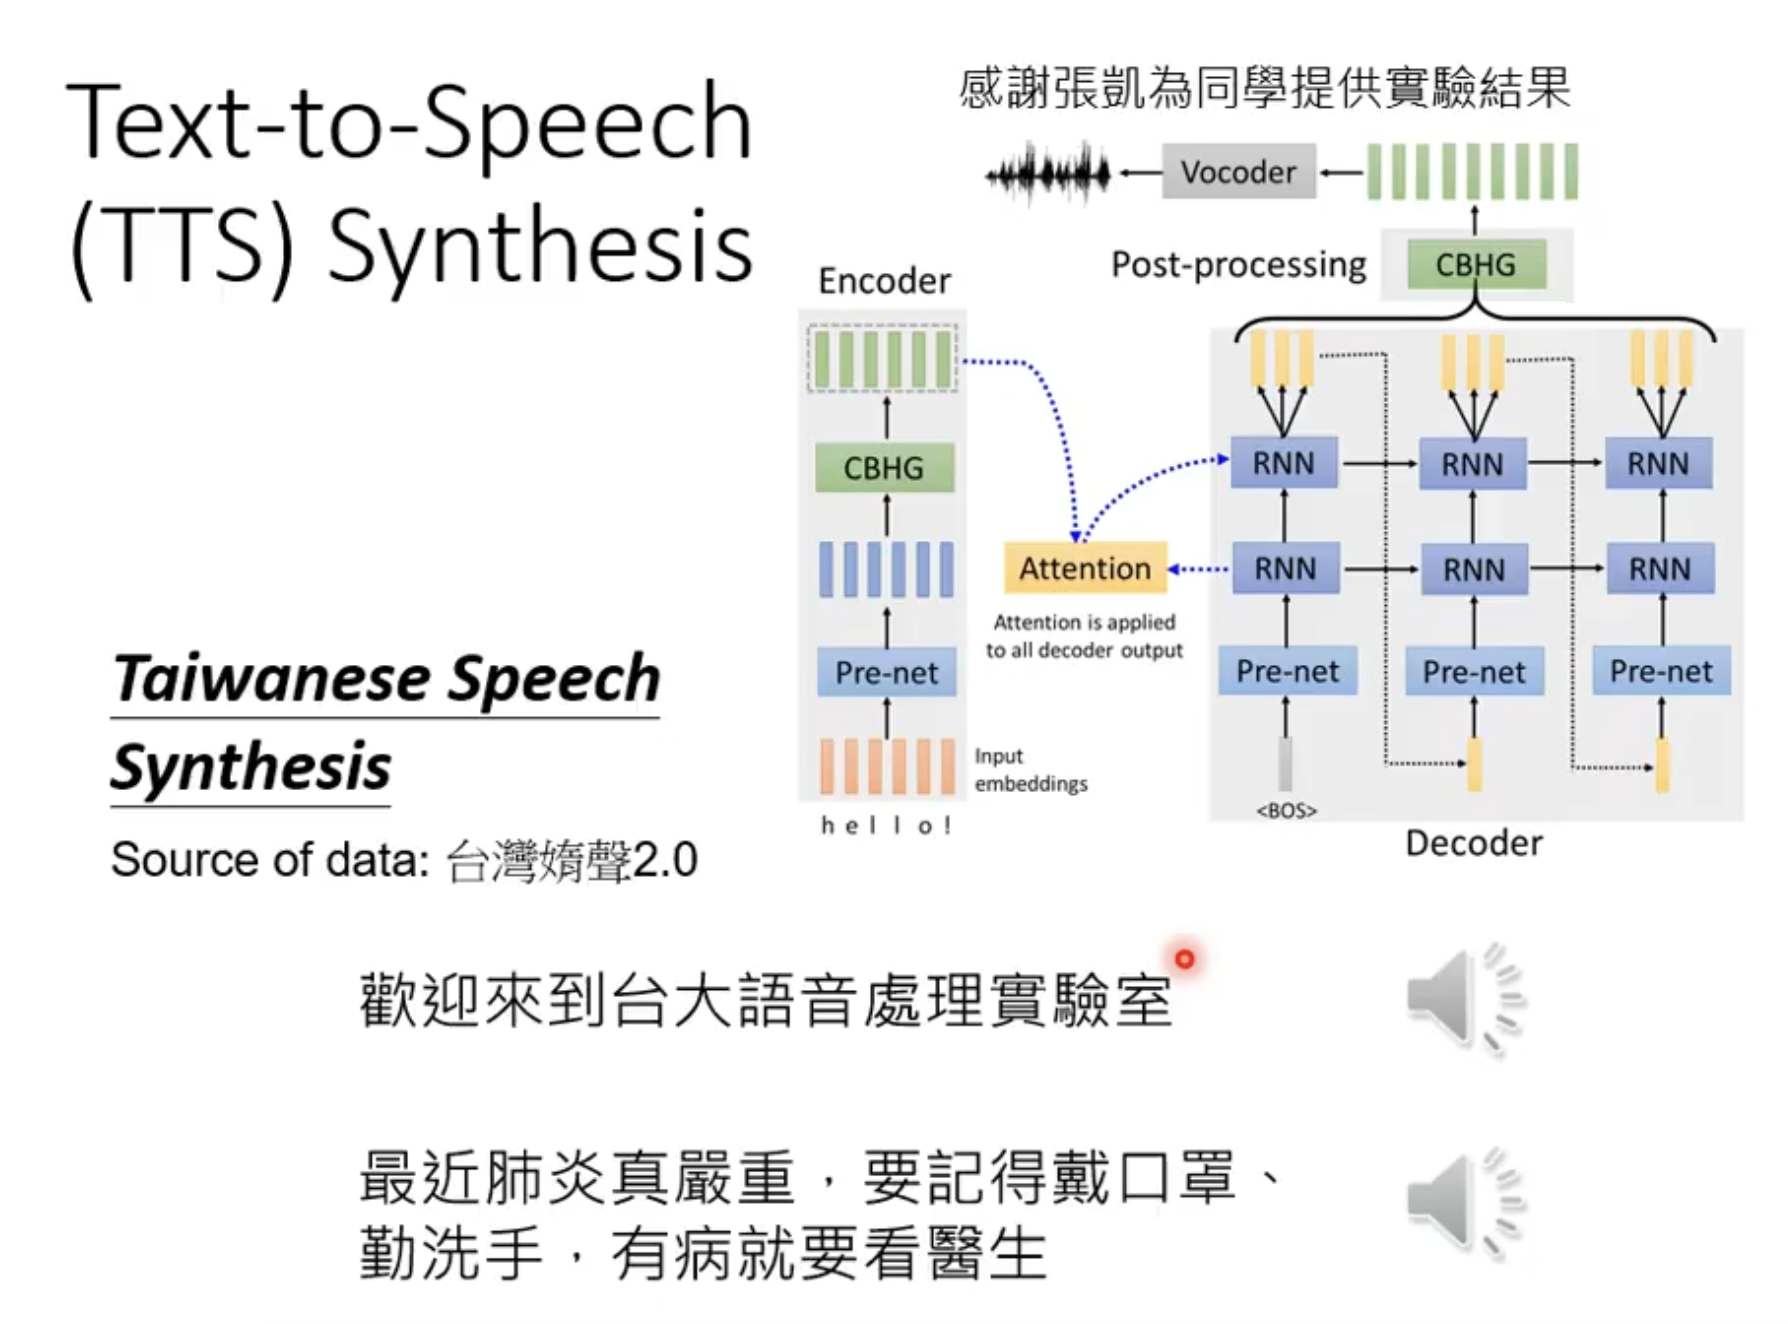 Text-to-Speech
(TTS) Synthesis
感謝張凱為同學提供實驗結果
Vocoder
Post-processing
CBHG
Encoder
CBHG
Pre-net
Input
embeddings
h e l l o !
Attention
Attention is applied
to all decoder output
RNN RNN RNN
RNN RNN RNN
Pre-net Pre-net Pre-net
<BOS>
Decoder
Taiwanese Speech
Synthesis
Source of data: 台灣媠聲2.0
歡迎來到台大語音處理實驗室
最近肺炎真嚴重，要記得戴口罩、
勤洗手，有病就要看醫生